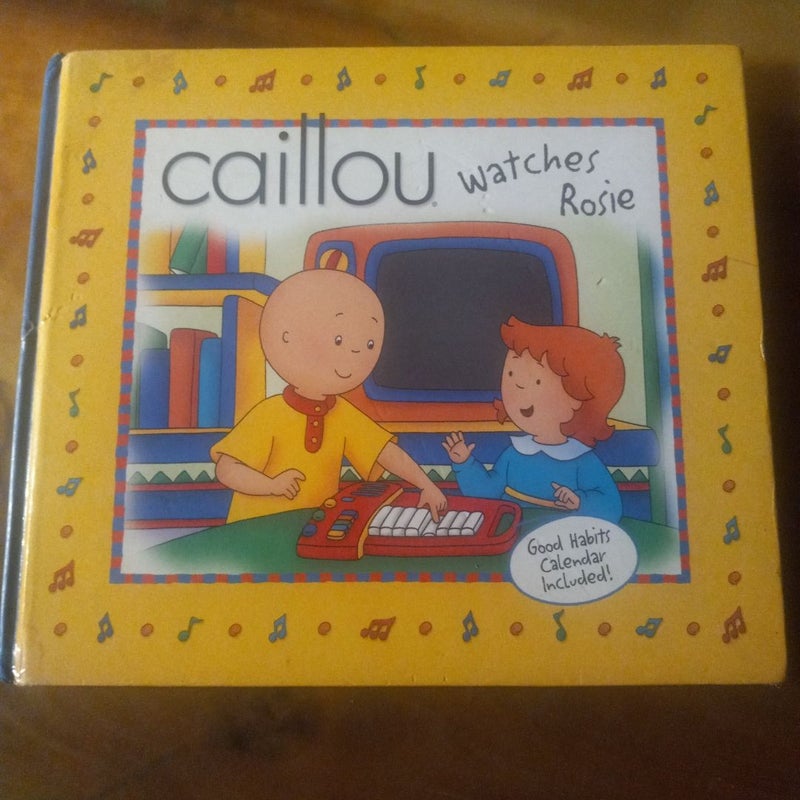 caillou
watches
Rosie
Good Habits
Calendar
Included!